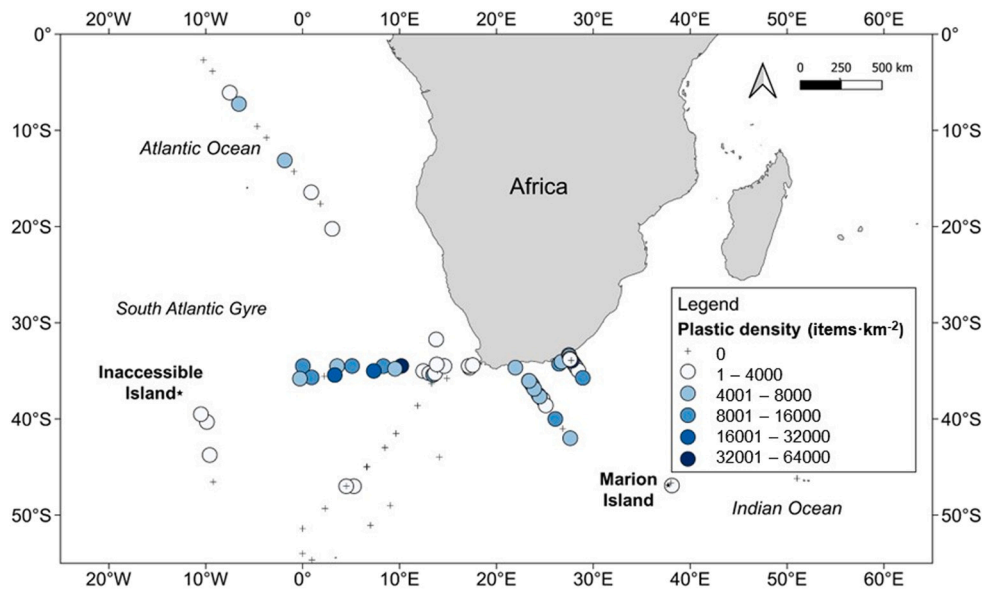 20°W 10°W 0° 10°E 20°E 30°E 40°E 50°E 60°E
0° 0°
0 250 500 km
10°S 10°S
Atlantic Ocean
Africa
20°S 20°S
South Atlantic Gyre
Legend
Plastic density (items·km-2)
0
1 – 4000
4001 – 8000
8001 – 16000
16001 – 32000
32001 – 64000
30°S 30°S
Inaccessible
Island★
40°S 40°S
Marion
Island
Indian Ocean
50°S 50°S
20°W 10°W 0° 10°E 20°E 30°E 40°E 50°E 60°E